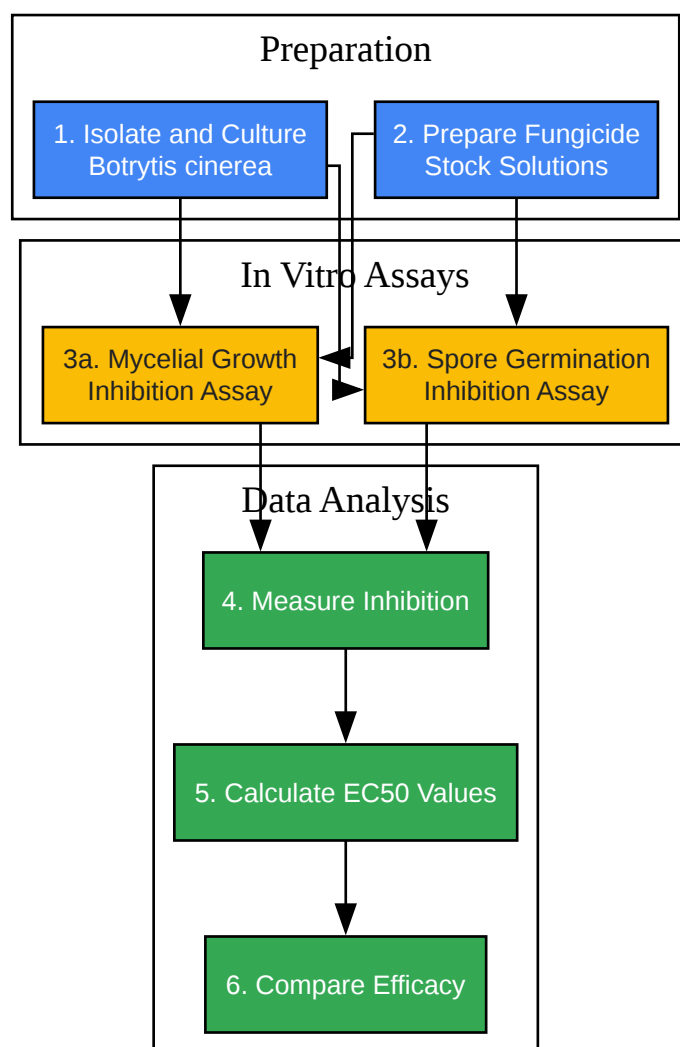 Preparation
1. Isolate and Culture
Botrytis cinerea
2. Prepare Fungicide
Stock Solutions
In Vitro Assays
3a. Mycelial Growth
Inhibition Assay
3b. Spore Germination
Inhibition Assay
Data Analysis
4. Measure Inhibition
5. Calculate EC50 Values
6. Compare Efficacy